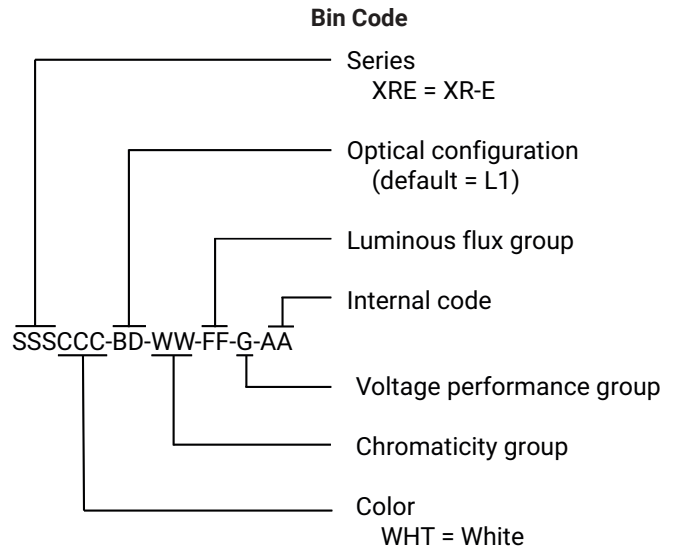 Bin Code
Series
XRE = XR-E
Optical configuration
(default = L1)
Luminous flux group
Internal code
SSSCCC-BD-WW-FF-G-AA
Voltage performance group
Chromaticity group
Color
WHT = White